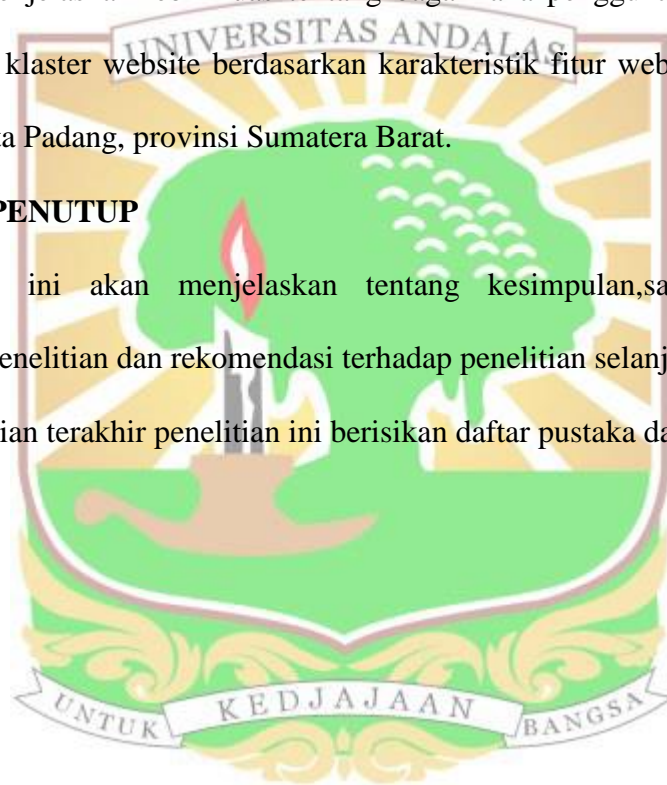 UNIVERSITAS ANDALAS
klaster website berdasarkan karakteristik fitur web
ta Padang, provinsi Sumatera Barat.
PENUTUP
ini akan menjelaskan tentang kesimpulan,sa
enelitian dan rekomendasi terhadap penelitian selanj
ian terakhir penelitian ini berisikan daftar pustaka da
UNTUK KEDJAJAAN BANGSA